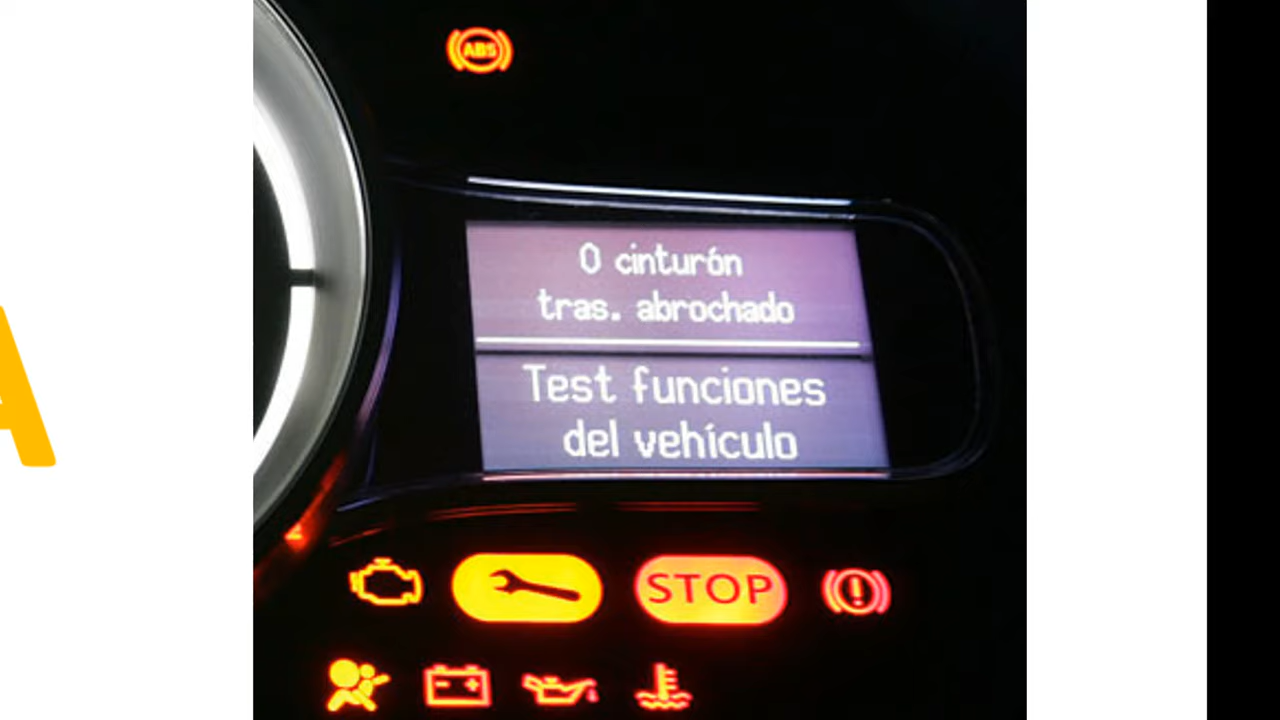 A
ABS
0 cinturón
tras. abrochado
Test funciones
del vehículo
STOP